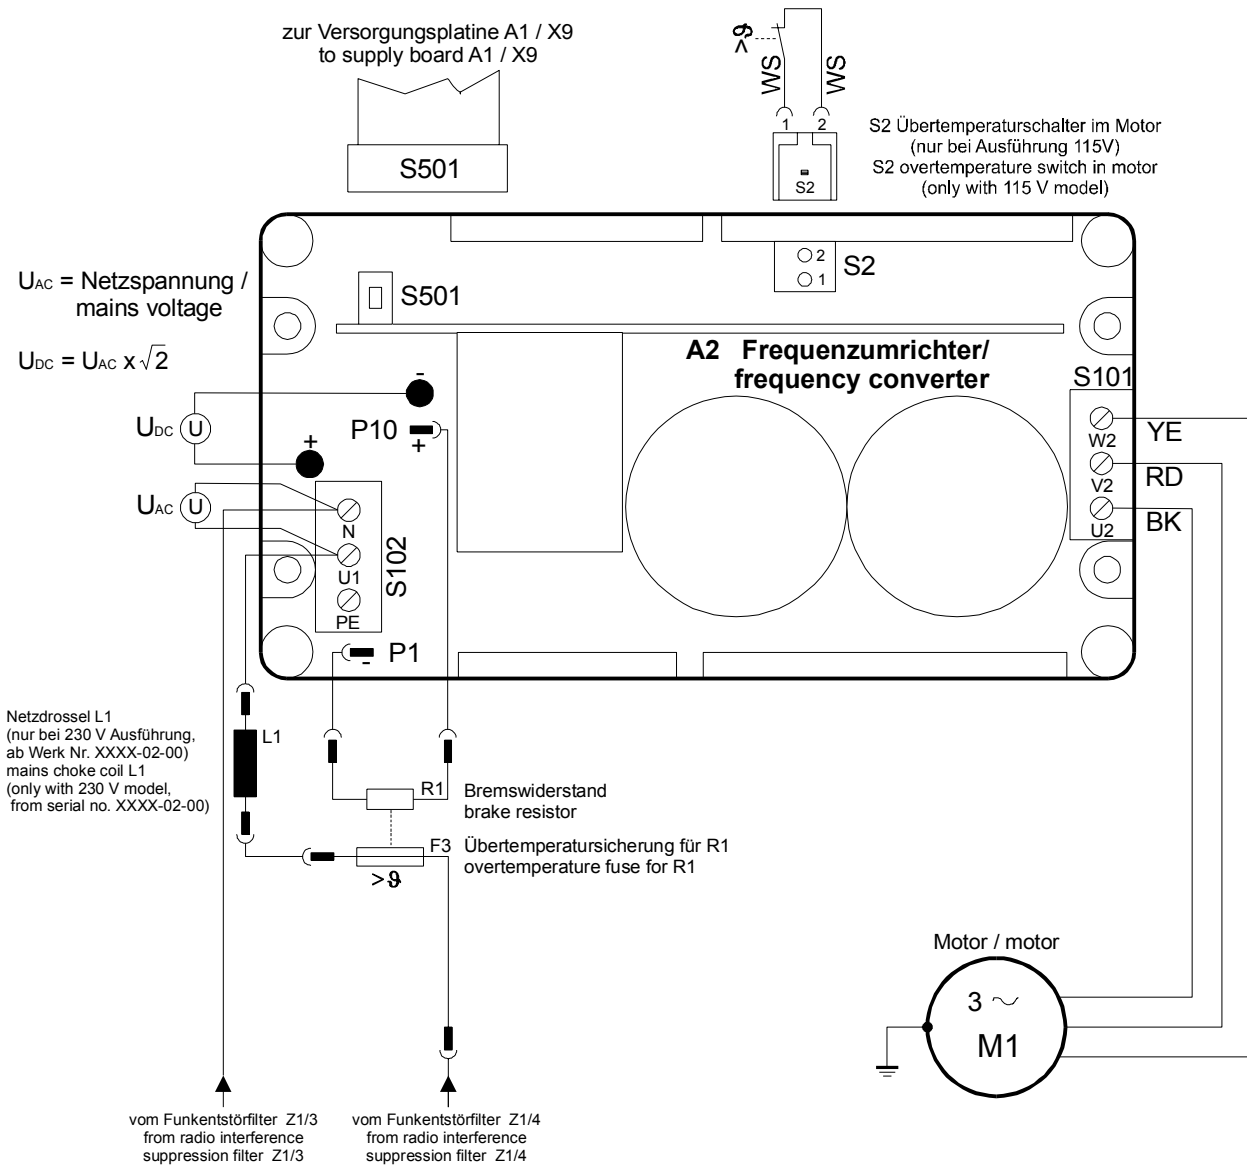 zur Versorgungsplatine A1 / X9
to supply board A1 / X9
S501
>ϑ
WS
WS
1 2
S2
S2 Übertemperaturschalter im Motor
(nur bei Ausführung 115V)
S2 overtemperature switch in motor
(only with 115 V model)
2
1
S2
S501
UAC = Netzspannung /
mains voltage
UDC = UAC x √2
A2 Frequenzumrichter/
frequency converter
S101
W2
V2
U2
YE
RD
BK
-
P10
+
UDC
U
+
UAC
U
N
U1
PE
S102
P1
-
Netzdrossel L1
(nur bei 230 V Ausführung,
ab Werk Nr. XXXX-02-00)
mains choke coil L1
(only with 230 V model,
from serial no. XXXX-02-00)
L1
R1
Bremswiderstand
brake resistor
F3
Übertemperatursicherung für R1
overtemperature fuse for R1
>ϑ
Motor / motor
3 ~
M1
vom Funkentstörfilter Z1/3
from radio interference
suppression filter Z1/3
vom Funkentstörfilter Z1/4
from radio interference
suppression filter Z1/4